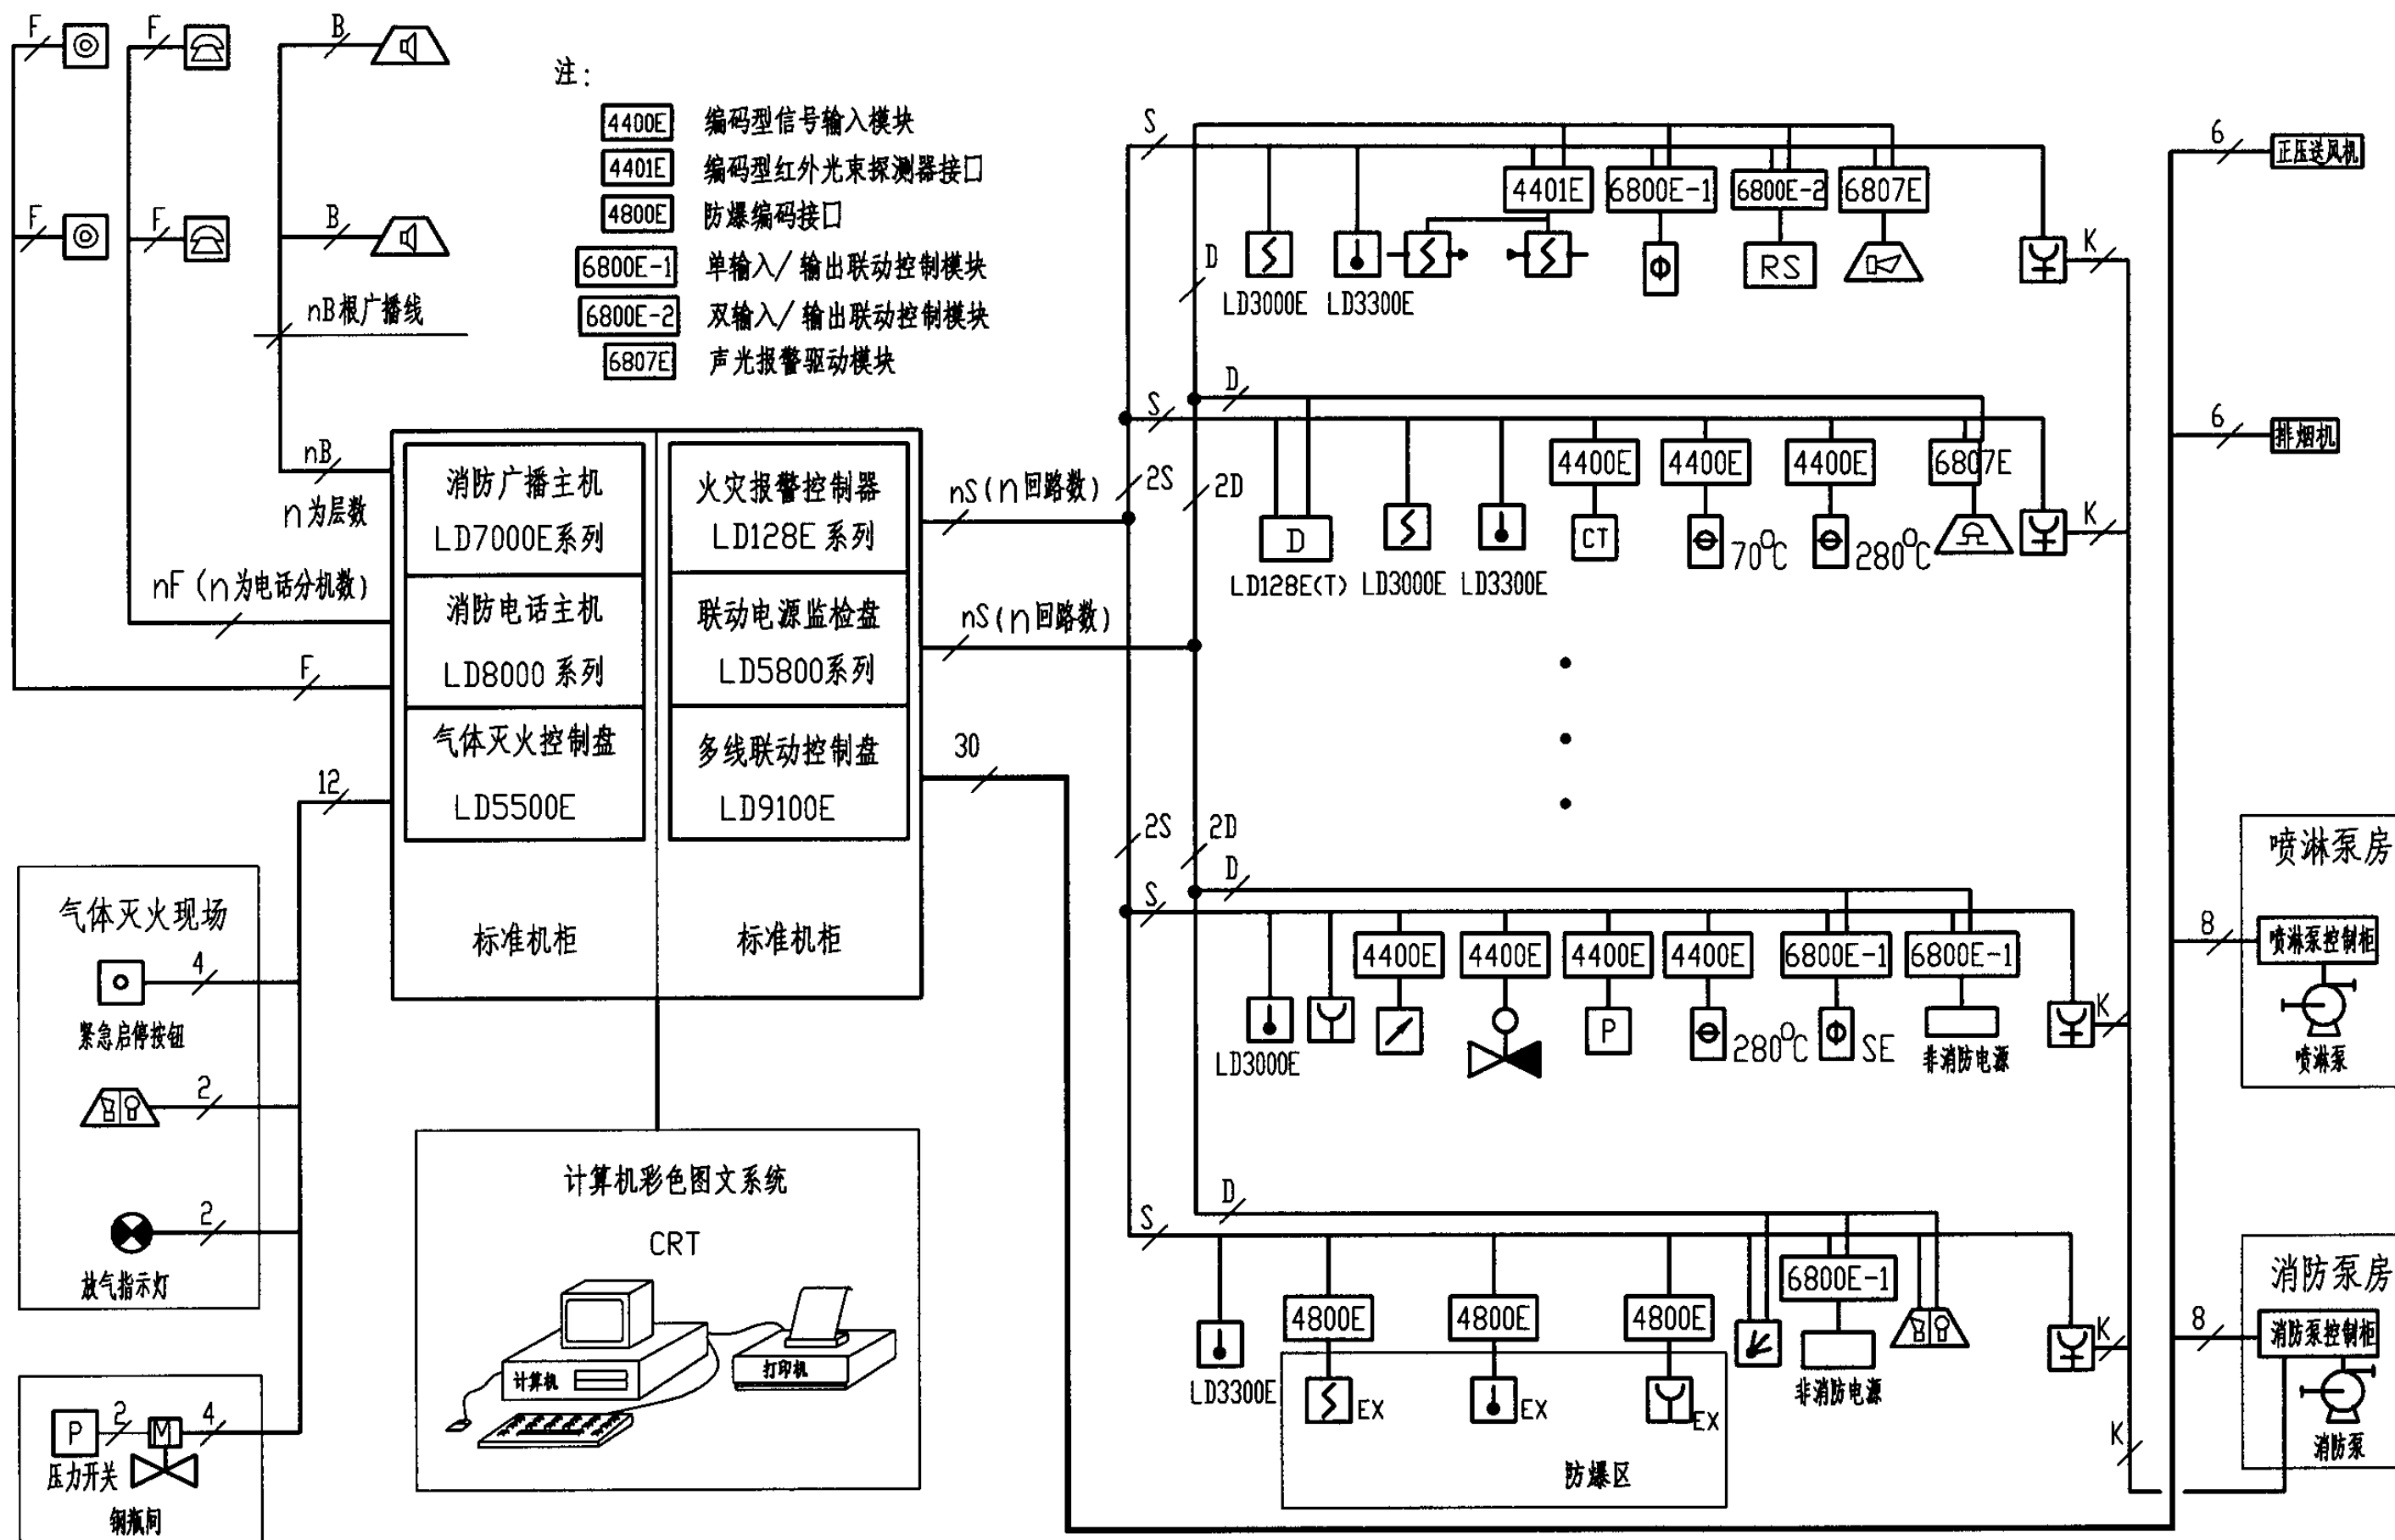 F
F
B
注:
4400E 编码型信号输入模块
4401E 编码型红外光束探测器接口
4800E 防爆编码接口
6800E-1 单输入/输出联动控制模块
6800E-2 双输入/输出联动控制模块
6807E 声光报警驱动模块
F
F
B
nB根广播线
nB
n为层数
nF(n为电话分机数)
F
12
消防广播主机
LD7000E系列
消防电话主机
LD8000系列
气体灭火控制盘
LD5500E
标准机柜
火灾报警控制器
LD128E系列
联动电源监检盘
LD5800系列
多线联动控制盘
LD9100E
标准机柜
nS(n回路数)
nS(n回路数)
30
2S
2D
2S
2D
S
D
4401E
6800E-1
6800E-2
6807E
RS
LD3000E
LD3300E
K
S
D
4400E
4400E
4400E
6807E
D
CT
70°C
280°C
LD128E(T)
LD3000E
LD3300E
K
S
D
4400E
4400E
4400E
4400E
6800E-1
6800E-1
P
280°C
SE
LD3000E
非消防电源
K
S
D
6800E-1
4800E
4800E
4800E
LD3300E
EX
EX
EX
非消防电源
防爆区
K
K
6
正压送风机
6
排烟机
喷淋泵房
8
喷淋泵控制柜
喷淋泵
消防泵房
8
消防泵控制柜
消防泵
气体灭火现场
4
紧急启停按钮
2
2
放气指示灯
P
2
M
4
压力开关
钢瓶间
计算机彩色图文系统
CRT
计算机
打印机